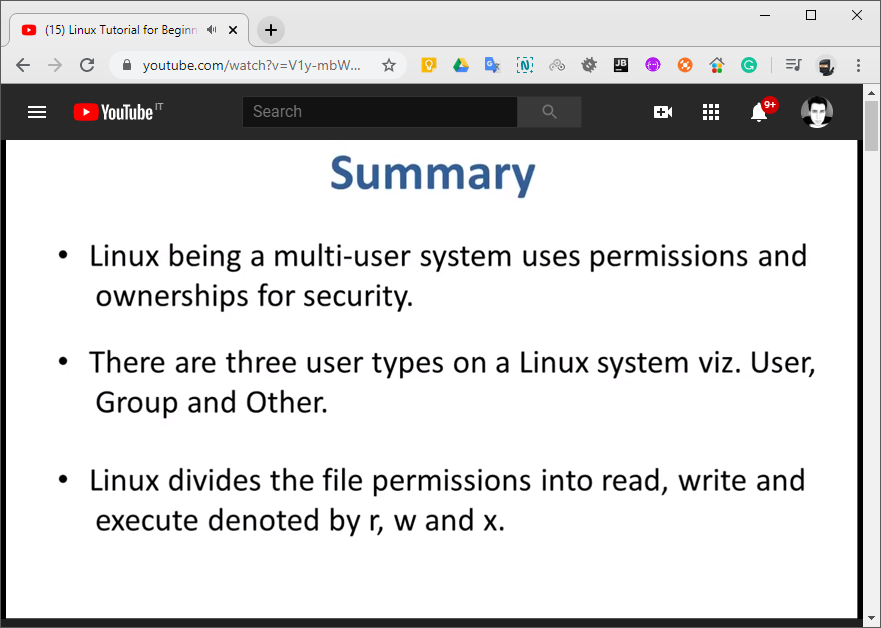 (15) Linux Tutorial for Beginn
youtube.com/watch?v=V1y-mbW...
JB
YouTube IT
Search
9+
Summary
• Linux being a multi-user system uses permissions and
ownerships for security.
• There are three user types on a Linux system viz. User,
Group and Other.
• Linux divides the file permissions into read, write and
execute denoted by r, w and x.